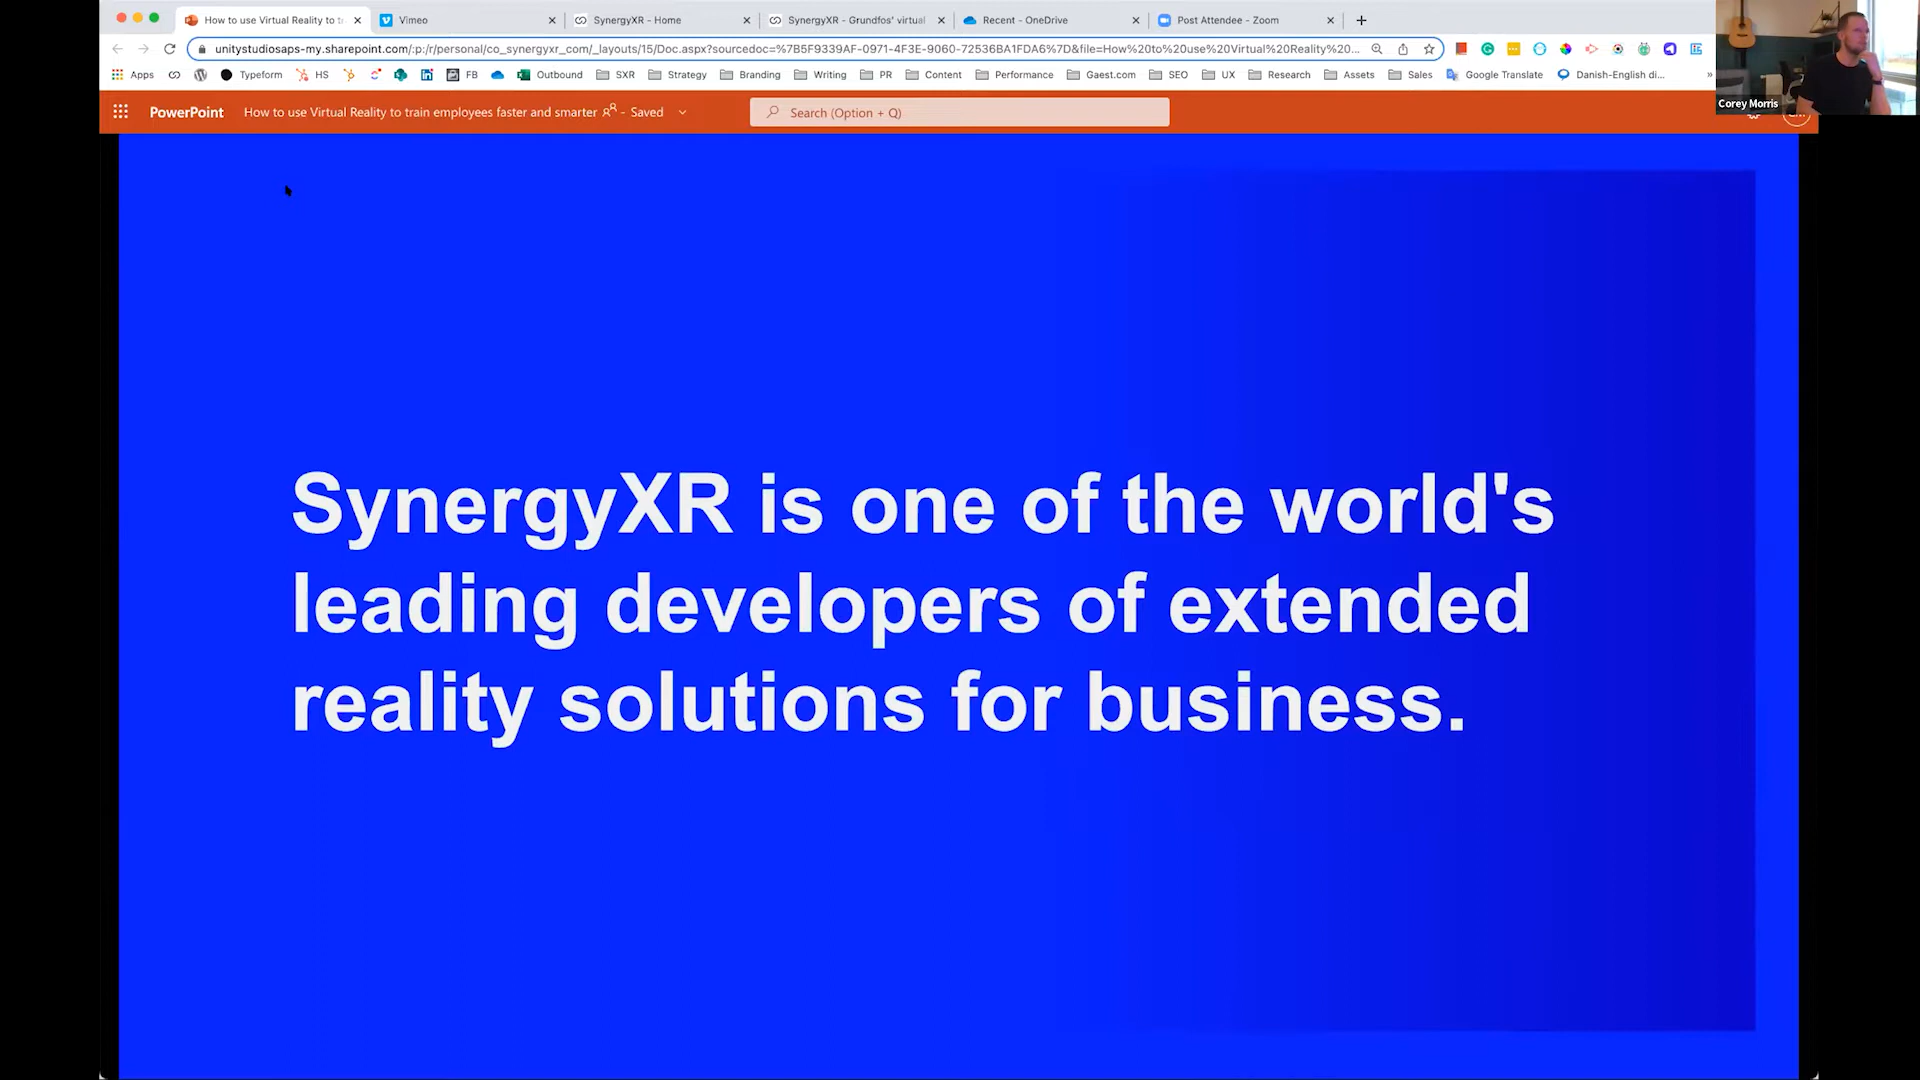 How to use Virtual Reality to tr
Vimeo
SynergyXR - Home
SynergyXR - Grundfos' virtual
Recent - OneDrive
Post Attendee - Zoom
unitystudiosaps-my.sharepoint.com/:p:/r/personal/co_synergyxr_com/_layouts/15/Doc.aspx?sourcedoc=%7B5F9339AF-0971-4F3E-9060-72536BA1FDA6%7D&file=How%20to%20use%20Virtual%20Reality%20...
Apps Typeform HS FB Outbound SXR Strategy Branding Writing PR Content Performance Gaest.com SEO UX Research Assets Sales Google Translate Danish-English di... »
Corey Morris
PowerPoint How to use Virtual Reality to train employees faster and smarter - Saved
Search (Option + Q)
SynergyXR is one of the world's
leading developers of extended
reality solutions for business.